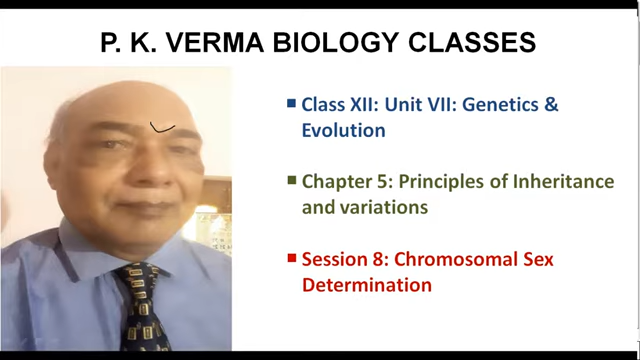 P. K. VERMA BIOLOGY CLASSES
Class XII: Unit VII: Genetics &
Evolution
Chapter 5: Principles of Inheritance
and variations
Session 8: Chromosomal Sex
Determination